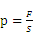 p = F/S